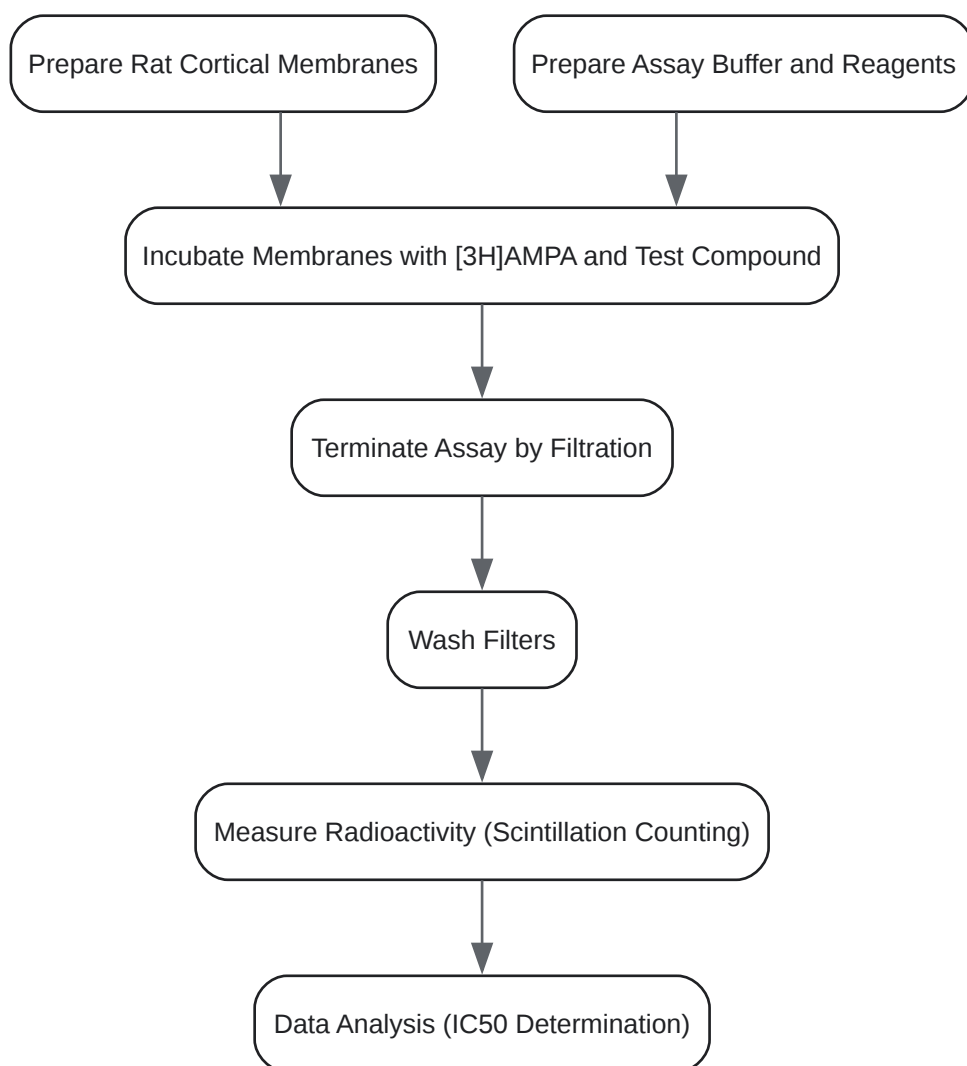 Prepare Rat Cortical Membranes
Prepare Assay Buffer and Reagents
Incubate Membranes with [3H]AMPA and Test Compound
Terminate Assay by Filtration
Wash Filters
Measure Radioactivity (Scintillation Counting)
Data Analysis (IC50 Determination)